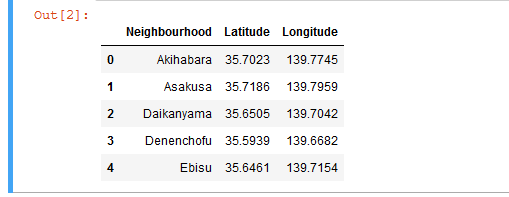 Out[2]:
Neighbourhood Latitude Longitude
0 Akihabara 35.7023 139.7745
1 Asakusa 35.7186 139.7959
2 Daikanyama 35.6505 139.7042
3 Denenchofu 35.5939 139.6682
4 Ebisu 35.6461 139.7154